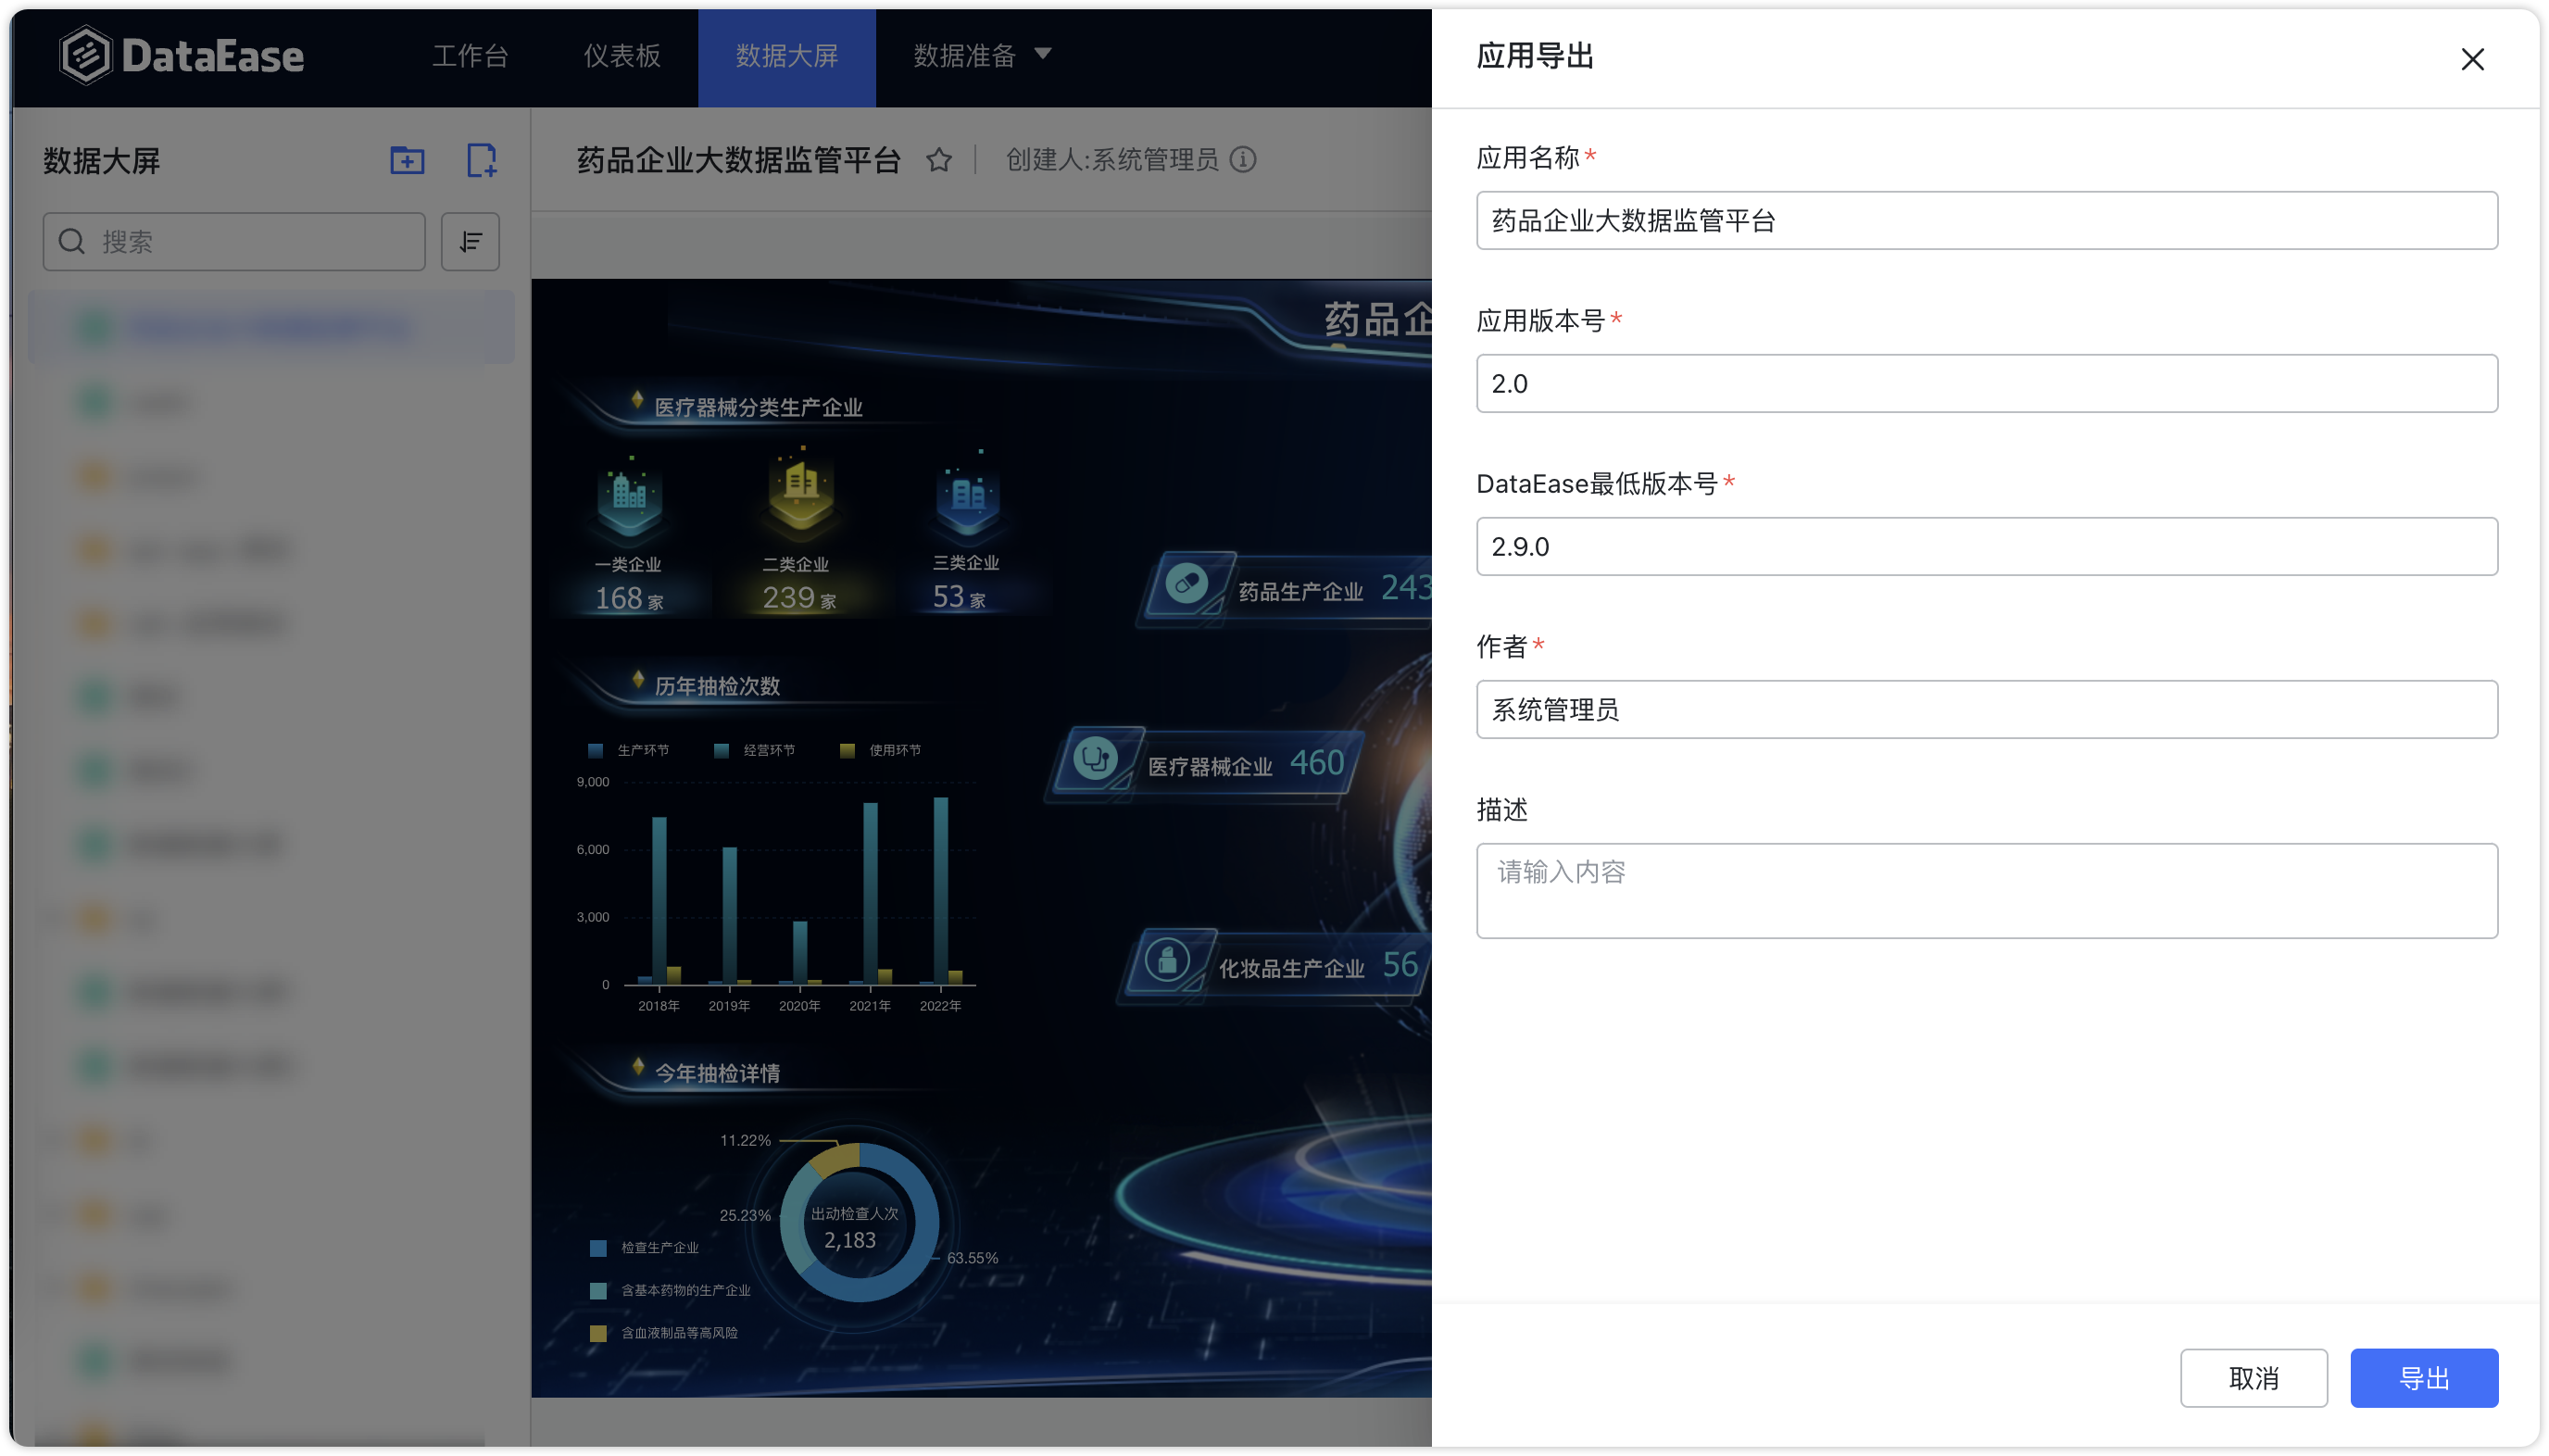 DataEase
工作台
仪表板
数据大屏
数据准备
数据大屏
搜索
药品企业大数据监管平台
创建人:系统管理员
药品企
医疗器械分类生产企业
一类企业
168 家
二类企业
239 家
三类企业
53 家
药品生产企业 243
医疗器械企业 460
化妆品生产企业 56
历年抽检次数
生产环节
经营环节
使用环节
9,000
6,000
3,000
0
2018年
2019年
2020年
2021年
2022年
今年抽检详情
11.22%
25.23%
63.55%
出动检查人次
2,183
检查生产企业
含基本药物的生产企业
含血液制品等高风险
应用导出
应用名称*
药品企业大数据监管平台
应用版本号*
2.0
DataEase最低版本号*
2.9.0
作者*
系统管理员
描述
请输入内容
取消
导出